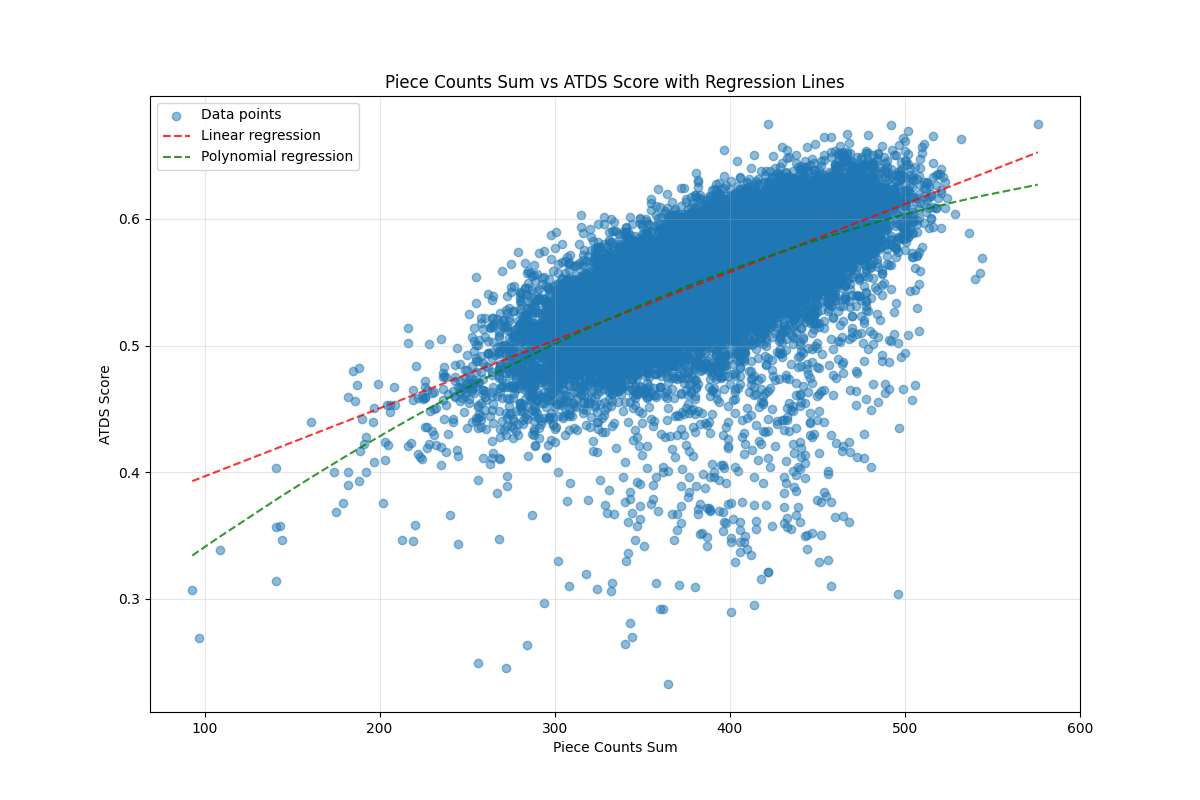 Piece Counts Sum vs ATDS Score with Regression Lines
Data points
Linear regression
Polynomial regression
ATDS Score
0.6
0.5
0.4
0.3
100 200 300 400 500 600
Piece Counts Sum